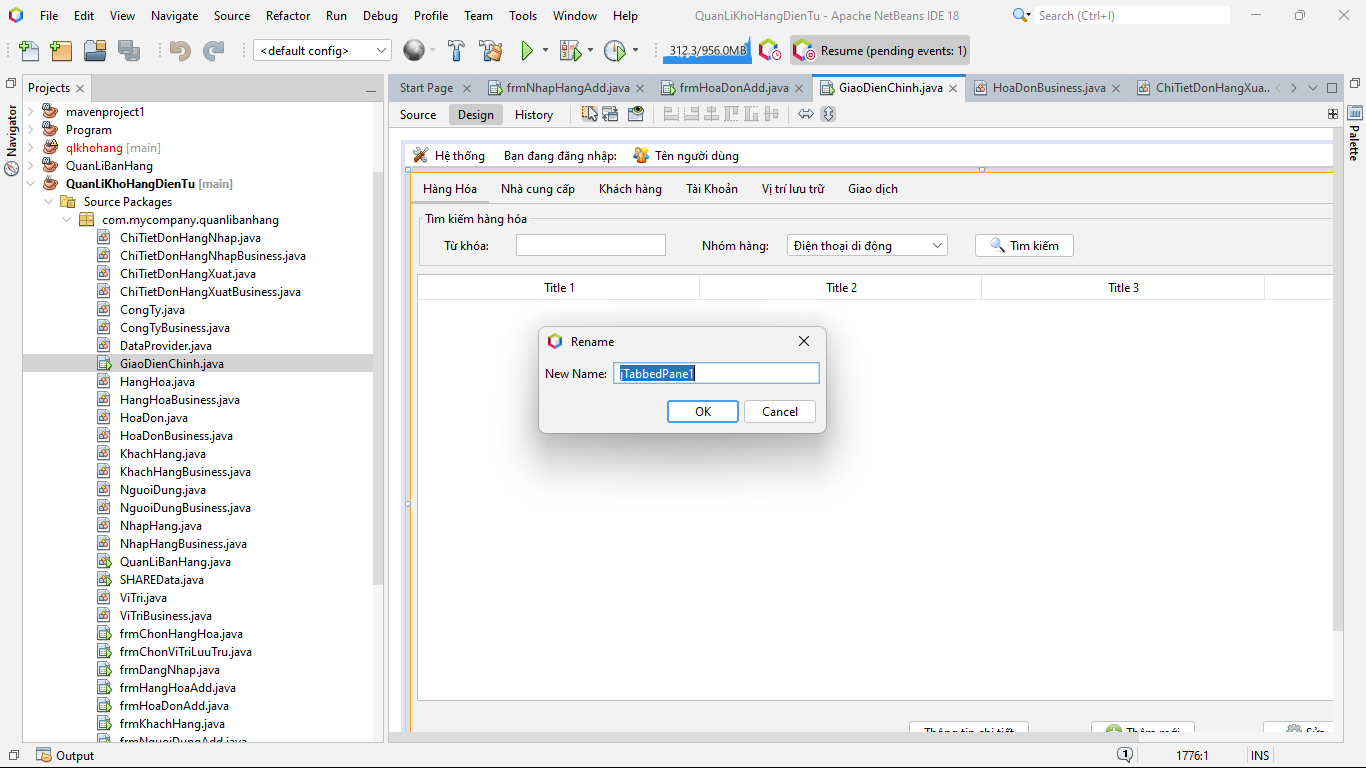 File Edit View Navigate Source Refactor Run Debug Profile Team Tools Window Help QuanLiKhoHangDienTu - Apache NetBeans IDE 18 Search (Ctrl+I)
<default config> 312.3/956.0MB Resume (pending events: 1)
Projects
Start Page frmNhapHangAdd.java frmHoaDonAdd.java GiaoDienChinh.java HoaDonBusiness.java ChiTietDonHangXua..
Source Design History
Navigator
Palette
mavenproject1
Program
qlkhohang [main]
QuanLiBanHang
QuanLiKhoHangDienTu [main]
Source Packages
com.mycompany.quanlibanhang
ChiTietDonHangNhap.java
ChiTietDonHangNhapBusiness.java
ChiTietDonHangXuat.java
ChiTietDonHangXuatBusiness.java
CongTy.java
CongTyBusiness.java
DataProvider.java
GiaoDienChinh.java
HangHoa.java
HangHoaBusiness.java
HoaDon.java
HoaDonBusiness.java
KhachHang.java
KhachHangBusiness.java
NguoiDung.java
NguoiDungBusiness.java
NhapHang.java
NhapHangBusiness.java
QuanLiBanHang.java
SHAREData.java
ViTri.java
ViTriBusiness.java
frmChonHangHoa.java
frmChonViTriLuuTru.java
frmDangNhap.java
frmHangHoaAdd.java
frmHoaDonAdd.java
frmKhachHang.java
frmNguoiDungAdd.java
Hệ thống Bạn đang đăng nhập: Tên người dùng
Hàng Hóa Nhà cung cấp Khách hàng Tài Khoản Vị trí lưu trữ Giao dịch
Tìm kiếm hàng hóa
Từ khóa: Nhóm hàng: Điện thoại di động Tìm kiếm
Title 1 Title 2 Title 3
Rename
New Name: jTabbedPane1
OK Cancel
Thông tin chi tiết Thêm mới Sửa
Output 1 1776:1 INS